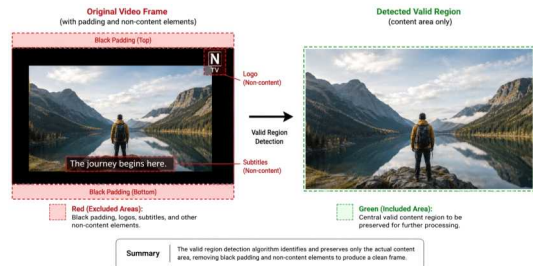 Original Video Frame
(with padding and non-content elements)
Black Padding (Top)
N
TV
Logo
(Non-content)
The journey begins here.
Subtitles
(Non-content)
Black Padding (Bottom)
Red (Excluded Areas):
Black padding, logos, subtitles, and other
non-content elements.
Valid Region
Detection
Detected Valid Region
(content area only)
Green (Included Area):
Central valid content region to be
preserved for further processing.
Summary
The valid region detection algorithm identifies and preserves only the actual content
area, removing black padding and non-content elements to produce a clean frame.